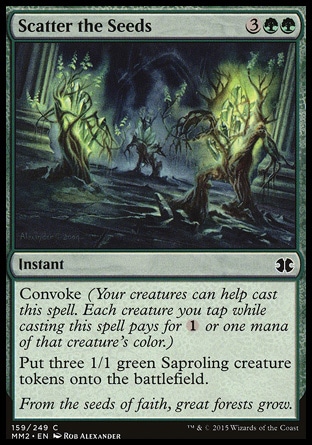 Scatter the Seeds 3
Instant
Convoke (Your creatures can help cast
this spell. Each creature you tap while
casting this spell pays for 1 or one mana
of that creature's color.)
Put three 1/1 green Saproling creature
tokens onto the battlefield.
From the seeds of faith, great forests grow.
159/249 C
MM2 • EN Rob Alexander
™ & © 2015 Wizards of the Coast